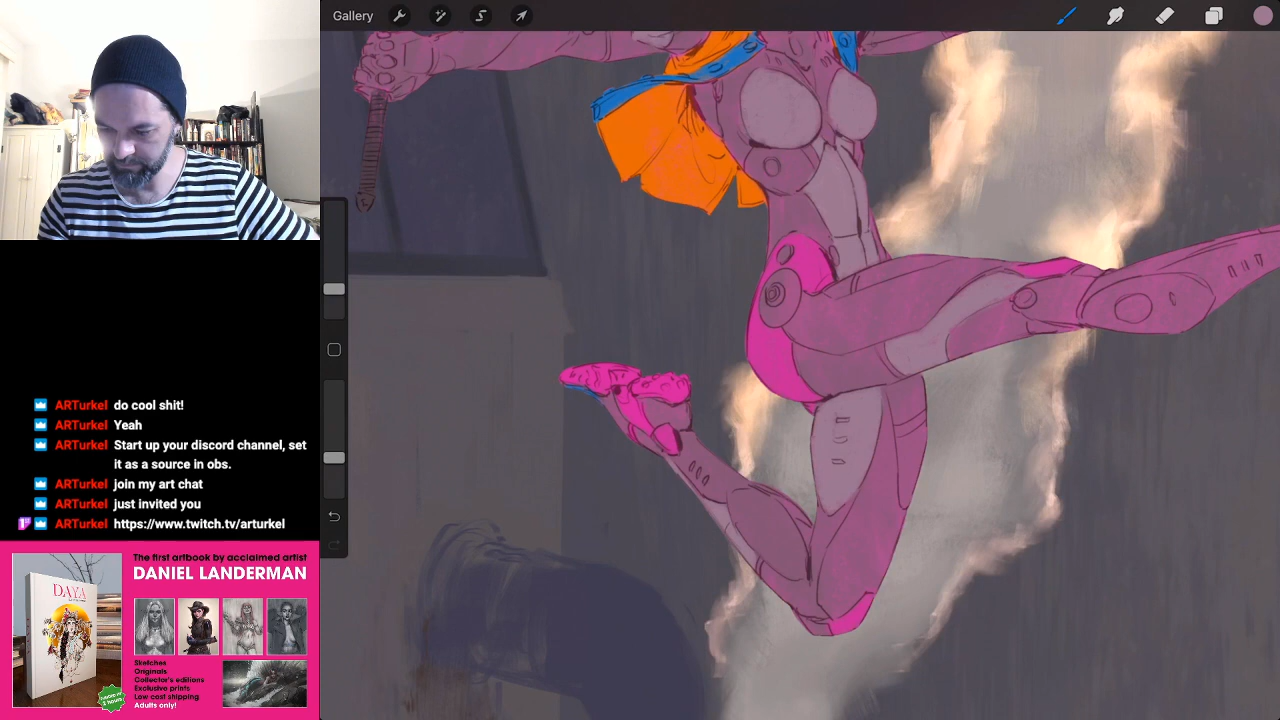 Gallery
ARTurkel do cool shit!
ARTurkel Yeah
ARTurkel Start up your discord channel, set
it as a source in obs.
ARTurkel join my art chat
ARTurkel just invited you
ARTurkel https://www.twitch.tv/arturkel
The first artbook by acclaimed artist
DANIEL LANDERMAN
DAYA
Sketches
Originals
Collector's editions
Exclusive prints
Low cost shipping
Adults only!